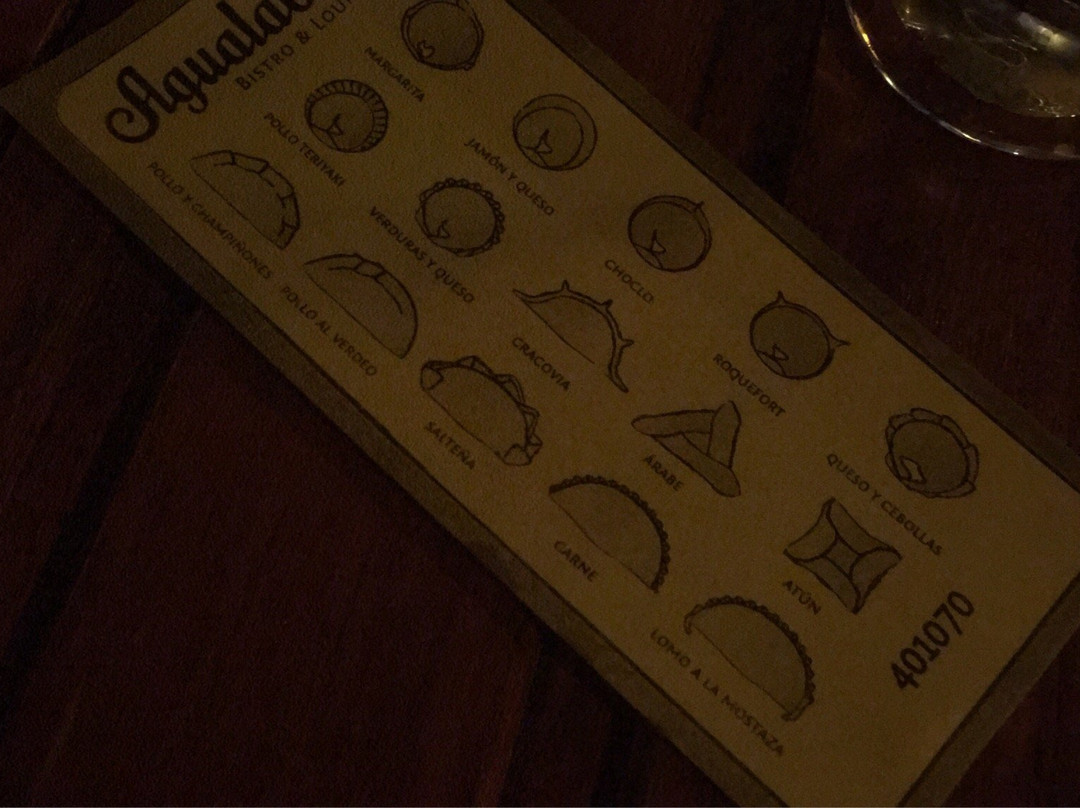 BISTRO &
MARGARITA
POLLO TERIYAKI
JAMÓN Y QUESO
POLLO Y CHAMPIÑONES
VERDURAS Y QUESO
CHOCLO
POLLO AL VERDEO
CRACOVIA
ROQUEFORT
SALTEÑA
ÁRABE
QUESO Y CEBOLLAS
CARNE
ATÚN
LOMO A LA MOSTAZA
401070